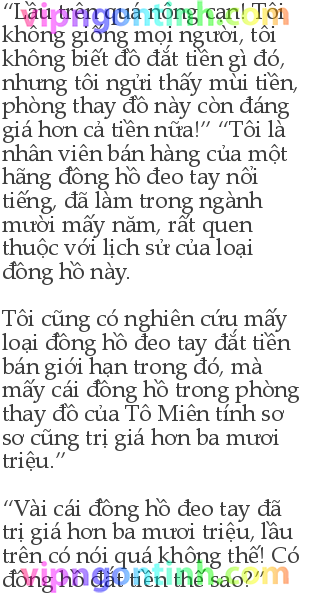 “Lầu trên quá nông cạn! Tôi
không giống mọi người, tôi
không biết đồ đắt tiền gì đó,
nhưng tôi ngửi thấy mùi tiền,
phòng thay đồ này còn đáng
giá hơn cả tiền nữa!” “Tôi là
nhân viên bán hàng của một
hãng đồng hồ đeo tay nổi
tiếng, đã làm trong ngành
mười mấy năm, rất quen
thuộc với lịch sử của loại
đồng hồ này.
Tôi cũng có nghiên cứu mấy
loại đồng hồ đeo tay đắt tiền
bán giới hạn trong đó, mà
mấy cái đồng hồ trong phòng
thay đồ của Tô Miên tính sơ
sơ cũng trị giá hơn ba mươi
triệu.”
“Vài cái đồng hồ đeo tay đã
trị giá hơn ba mươi triệu, lầu
trên có nói quá không thế! Có
đồng hồ đắt tiền thế sao?”
vipngontinh.com
vipngontinh.com